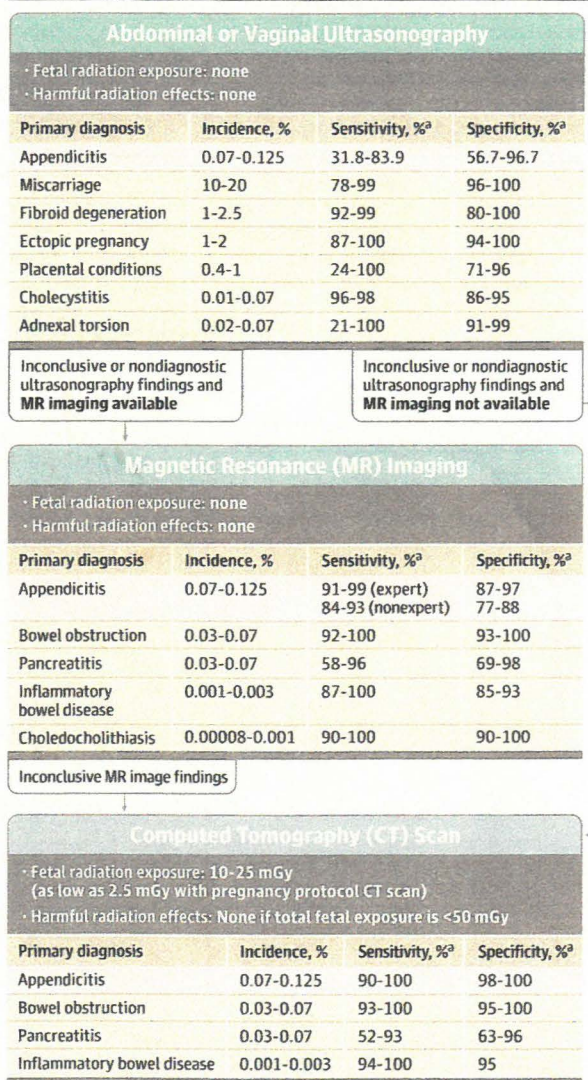 Abdominal or Vaginal Ultrasonography
· Fetal radiation exposure: none
· Harmful radiation effects: none
Primary diagnosis Incidence, % Sensitivity, %ª Specificity, %ª
Appendicitis 0.07-0.125 31.8-83.9 56.7-96.7
Miscarriage 10-20 78-99 96-100
Fibroid degeneration 1-2.5 92-99 80-100
Ectopic pregnancy 1-2 87-100 94-100
Placental conditions 0.4-1 24-100 71-96
Cholecystitis 0.01-0.07 96-98 86-95
Adnexal torsion 0.02-0.07 21-100 91-99
Inconclusive or nondiagnostic
ultrasonography findings and
MR imaging available
Inconclusive or nondiagnostic
ultrasonography findings and
MR imaging not available
Magnetic Resonance (MR) Imaging
· Fetal radiation exposure: none
· Harmful radiation effects: none
Primary diagnosis Incidence, % Sensitivity, %ª Specificity, %ª
Appendicitis 0.07-0.125 91-99 (expert) 87-97
84-93 (nonexpert) 77-88
Bowel obstruction 0.03-0.07 92-100 93-100
Pancreatitis 0.03-0.07 58-96 69-98
Inflammatory 0.001-0.003 87-100 85-93
bowel disease
Choledocholithiasis 0.00008-0.001 90-100 90-100
Inconclusive MR image findings
Computed Tomography (CT) Scan
· Fetal radiation exposure: 10-25 mGy
(as low as 2.5 mGy with pregnancy protocol CT scan)
· Harmful radiation effects: None if total fetal exposure is <50 mGy
Primary diagnosis Incidence, % Sensitivity, %ª Specificity, %ª
Appendicitis 0.07-0.125 90-100 98-100
Bowel obstruction 0.03-0.07 93-100 95-100
Pancreatitis 0.03-0.07 52-93 63-96
Inflammatory bowel disease 0.001-0.003 94-100 95